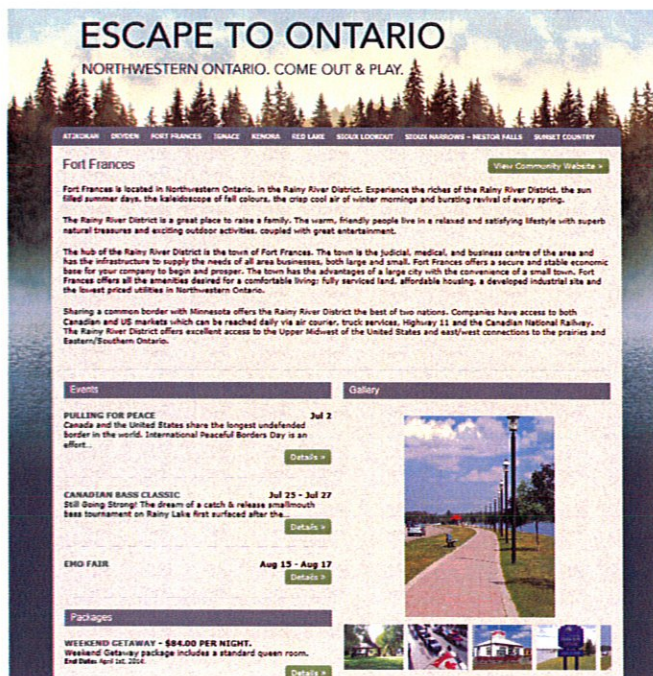 ESCAPE TO ONTARIO
NORTHWESTERN ONTARIO. COME OUT & PLAY.
ATIKOKAN DRYDEN FORT FRANCES IGNACE KENORA RED LAKE SIOUX LOOKOUT SIOUX NARROWS - NESTOR FALLS SUNSET COUNTRY
Fort Frances
View Community Website >
Fort Frances is located in Northwestern Ontario, in the Rainy River District. Experience the riches of the Rainy River District, the sun
filled summer days, the kaleidoscope of fall colours, the crisp cool air of winter mornings and bursting revival of every spring.
The Rainy River District is a great place to raise a family. The warm, friendly people live in a relaxed and satisfying lifestyle with superb
natural treasures and exciting outdoor activities, coupled with great entertainment.
The hub of the Rainy River District is the town of Fort Frances. The town is the judicial, medical, and business centre of the area and
has the infrastructure to supply the needs of all area businesses, both large and small. Fort Frances offers a secure and stable economic
base for your company to begin and prosper. The town has the advantages of a large city with the convenience of a small town. Fort
Frances offers all the amenities desired for a comfortable living: fully serviced land, affordable housing, a developed industrial site and
the lowest priced utilities in Northwestern Ontario.
Sharing a common border with Minnesota offers the Rainy River District the best of two nations. Companies have access to both
Canadian and US markets which can be reached daily via air courier, truck services, Highway 11 and the Canadian National Railway.
The Rainy River District offers excellent access to the Upper Midwest of the United States and east/west connections to the prairies and
Eastern/Southern Ontario.
Events
PULLING FOR PEACE Jul 2
Canada and the United States share the longest undefended
border in the world. International Peaceful Borders Day is an
effort...
Details >
CANADIAN BASS CLASSIC Jul 25 - Jul 27
Still Going Strong! The dream of a catch & release smallmouth
bass tournament on Rainy Lake first surfaced after the...
Details >
EMO FAIR Aug 15 - Aug 17
Details >
Packages
WEEKEND GETAWAY - $84.00 PER NIGHT.
Weekend Getaway package includes a standard queen room.
End Date: April 1st, 2014.
Details >
Gallery